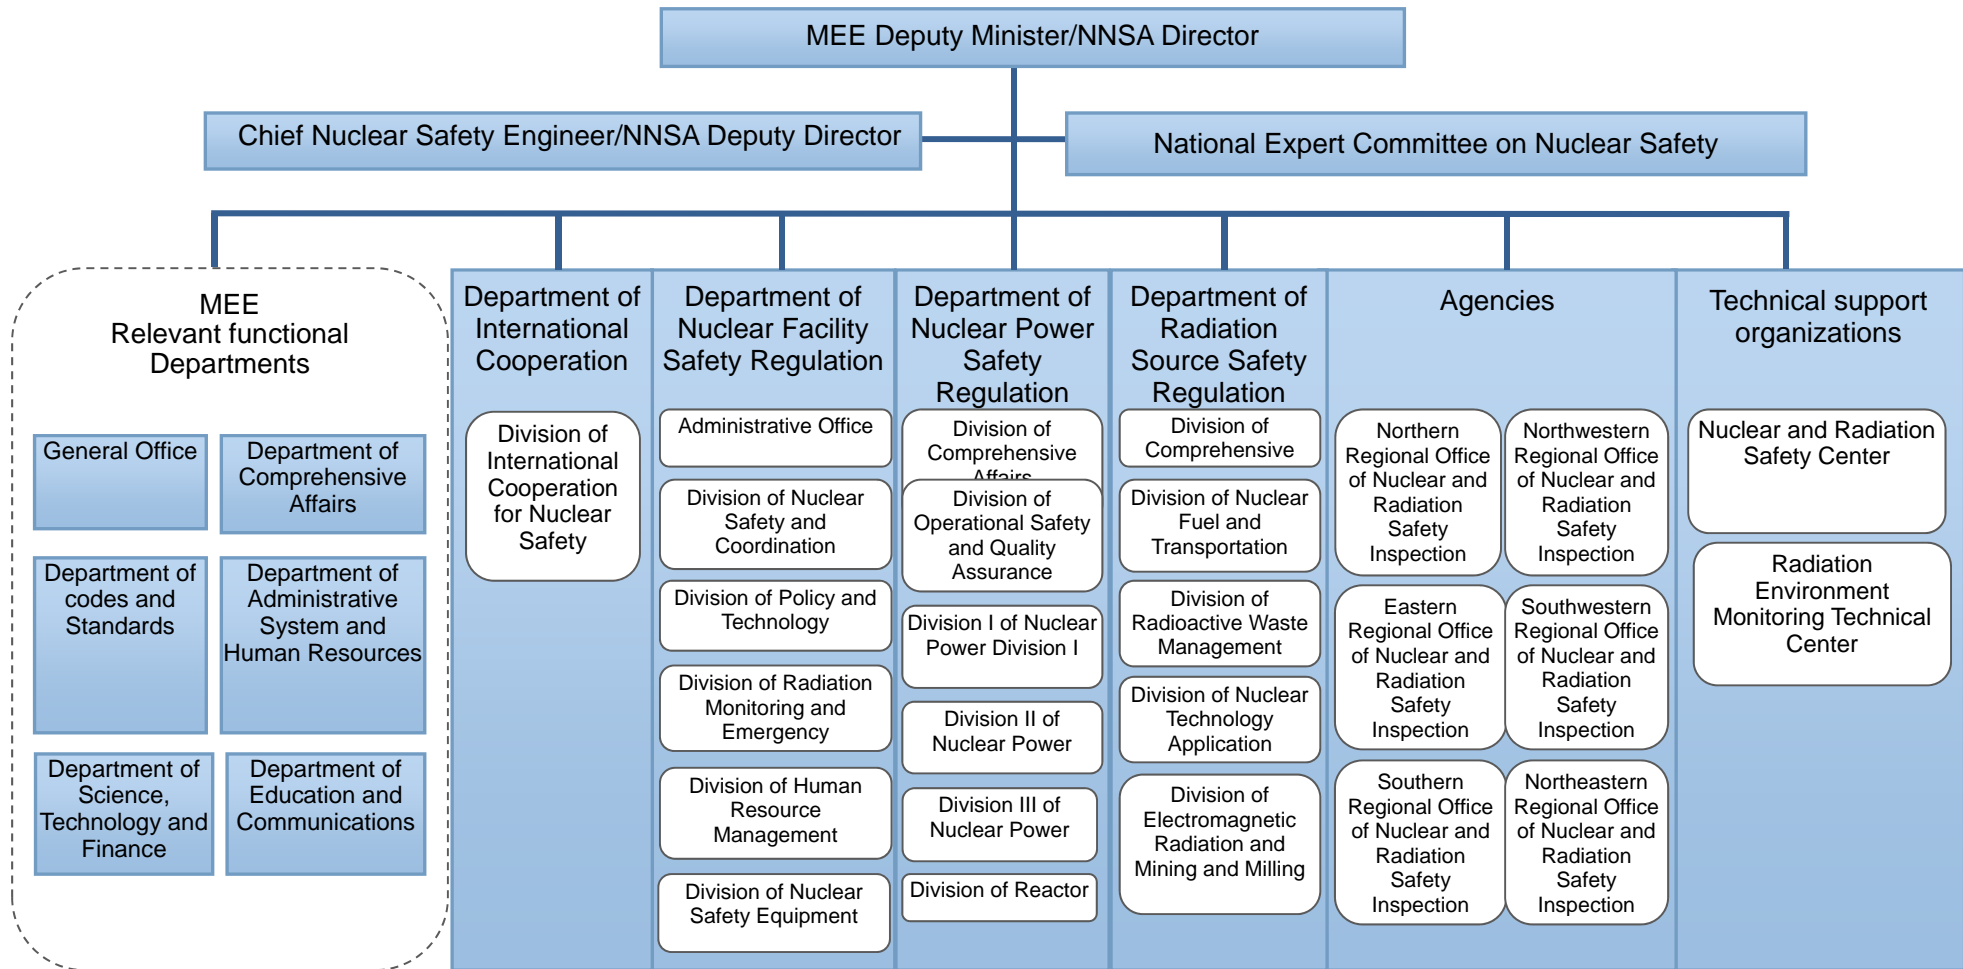 MEE Deputy Minister/NNSA Director
Chief Nuclear Safety Engineer/NNSA Deputy Director
National Expert Committee on Nuclear Safety
MEE
Relevant functional
Departments
General Office
Department of
Comprehensive
Affairs
Department of
codes and
Standards
Department of
Administrative
System and
Human Resources
Department of
Science,
Technology and
Finance
Department of
Education and
Communications
Department of
International
Cooperation
Division of
International
Cooperation
for Nuclear
Safety
Department of
Nuclear Facility
Safety Regulation
Administrative Office
Division of Nuclear
Safety and
Coordination
Division of Policy and
Technology
Division of Radiation
Monitoring and
Emergency
Division of Human
Resource
Management
Division of Nuclear
Safety Equipment
Department of
Nuclear Power
Safety
Regulation
Division of
Comprehensive
Affairs
Division of
Operational Safety
and Quality
Assurance
Division I of Nuclear
Power Division I
Division II of
Nuclear Power
Division III of
Nuclear Power
Division of Reactor
Department of
Radiation
Source Safety
Regulation
Division of
Comprehensive
Division of Nuclear
Fuel and
Transportation
Division of
Radioactive Waste
Management
Division of Nuclear
Technology
Application
Division of
Electromagnetic
Radiation and
Mining and Milling
Agencies
Northern
Regional Office
of Nuclear and
Radiation
Safety
Inspection
Northwestern
Regional Office
of Nuclear and
Radiation
Safety
Inspection
Eastern
Regional Office
of Nuclear and
Radiation
Safety
Inspection
Southwestern
Regional Office
of Nuclear and
Radiation
Safety
Inspection
Southern
Regional Office
of Nuclear and
Radiation
Safety
Inspection
Northeastern
Regional Office
of Nuclear and
Radiation
Safety
Inspection
Technical support
organizations
Nuclear and Radiation
Safety Center
Radiation
Environment
Monitoring Technical
Center